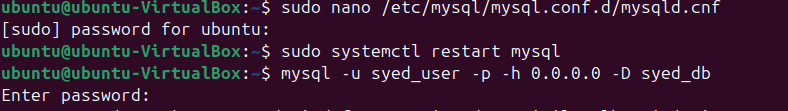 ubuntu@ubuntu-VirtualBox:~$ sudo nano /etc/mysql/mysql.conf.d/mysqld.cnf
[sudo] password for ubuntu:
ubuntu@ubuntu-VirtualBox:~$ sudo systemctl restart mysql
ubuntu@ubuntu-VirtualBox:~$ mysql -u syed_user -p -h 0.0.0.0 -D syed_db
Enter password: